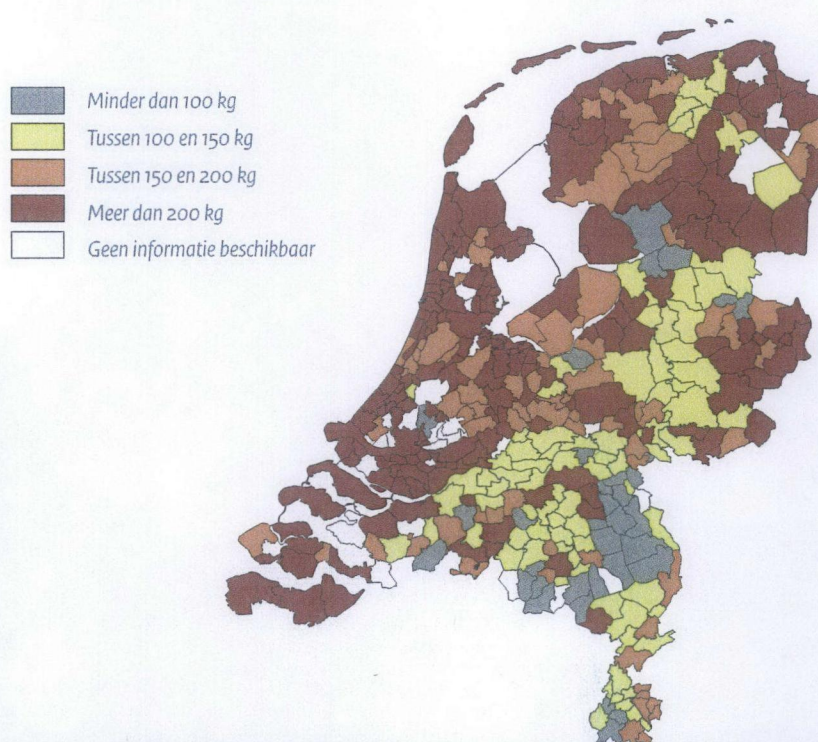 Minder dan 100 kg
Tussen 100 en 150 kg
Tussen 150 en 200 kg
Meer dan 200 kg
Geen informatie beschikbaar